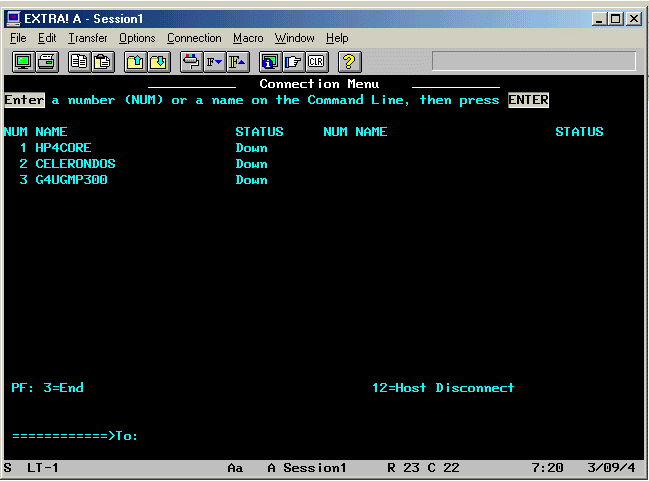 EXTRA! A - Session1
File Edit Transfer Options Connection Macro Window Help
F F CLR ?
__________ Connection Menu __________
Enter a number (NUM) or a name on the Command Line, then press ENTER
NUM NAME STATUS NUM NAME STATUS
1 HP4CORE Down
2 CELERONDOS Down
3 G4UGMP300 Down
PF: 3=End 12=Host Disconnect
============>To:
S LT-1 Aa A Session1 R 23 C 22 7:20 3/09/4